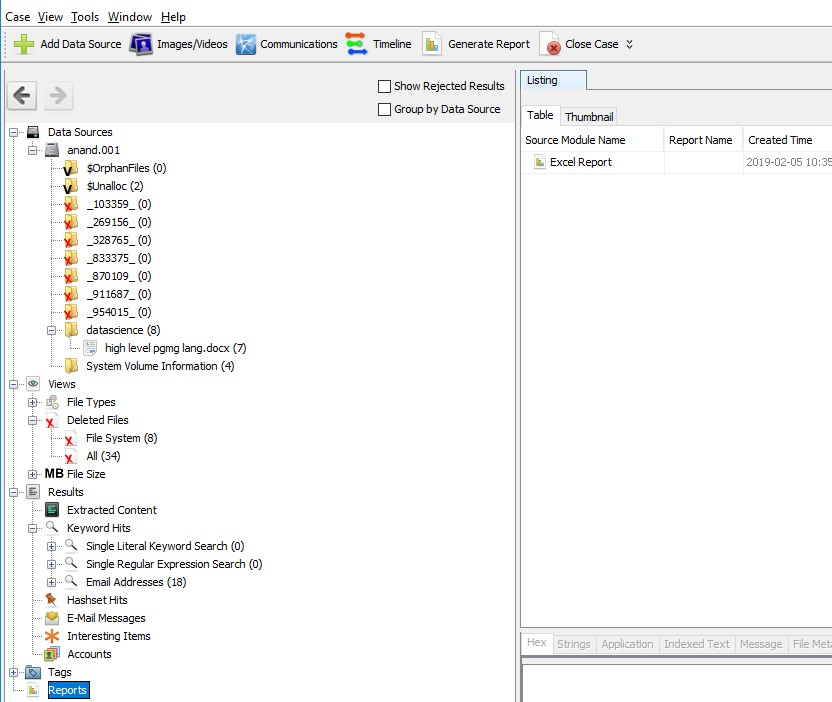 Case View Tools Window Help
Add Data Source Images/Videos Communications Timeline Generate Report Close Case
Show Rejected Results
Group by Data Source
Data Sources
anand.001
$OrphanFiles (0)
$Unalloc (2)
_103359_ (0)
_269156_ (0)
_328765_ (0)
_833375_ (0)
_870109_ (0)
_911687_ (0)
_954015_ (0)
datascience (8)
high level pgmg lang.docx (7)
System Volume Information (4)
Views
File Types
Deleted Files
File System (8)
All (34)
MB File Size
Results
Extracted Content
Keyword Hits
Single Literal Keyword Search (0)
Single Regular Expression Search (0)
Email Addresses (18)
Hashset Hits
E-Mail Messages
Interesting Items
Accounts
Tags
Reports
Listing
Table Thumbnail
Source Module Name Report Name Created Time
Excel Report 2019-02-05 10:35
Hex Strings Application Indexed Text Message File Meta